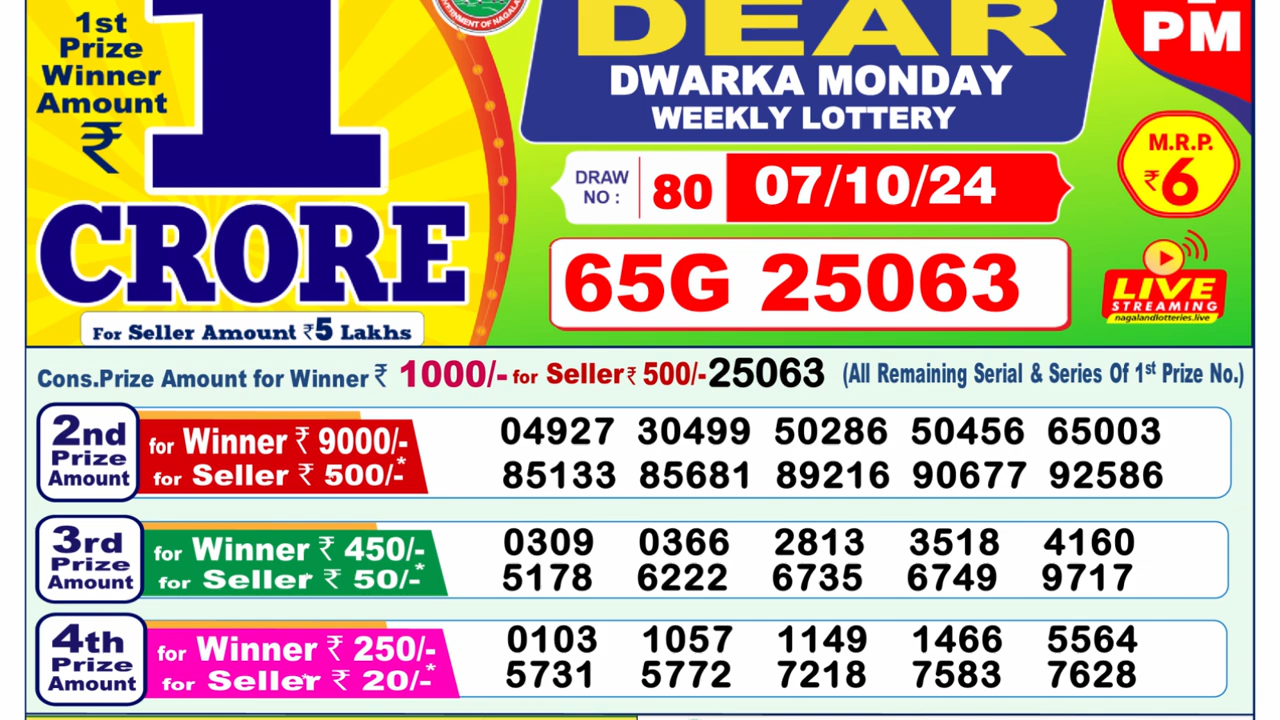 1st
Prize
Winner
Amount
₹
1
CRORE
For Seller Amount ₹5 Lakhs
GOVERNMENT OF NAGALA
DEAR
DWARKA MONDAY
WEEKLY LOTTERY
PM
DRAW NO : 80 07/10/24
M.R.P.
₹6
65G 25063
LIVE
STREAMING
nagalandlotteries.live
Cons.Prize Amount for Winner ₹ 1000/- for Seller ₹ 500/- 25063 (All Remaining Serial & Series Of 1st Prize No.)
2nd
Prize
Amount
for Winner ₹ 9000/-
for Seller ₹ 500/-*
04927 30499 50286 50456 65003
85133 85681 89216 90677 92586
3rd
Prize
Amount
for Winner ₹ 450/-
for Seller ₹ 50/-*
0309 0366 2813 3518 4160
5178 6222 6735 6749 9717
4th
Prize
Amount
for Winner ₹ 250/-
for Seller ₹ 20/-*
0103 1057 1149 1466 5564
5731 5772 7218 7583 7628